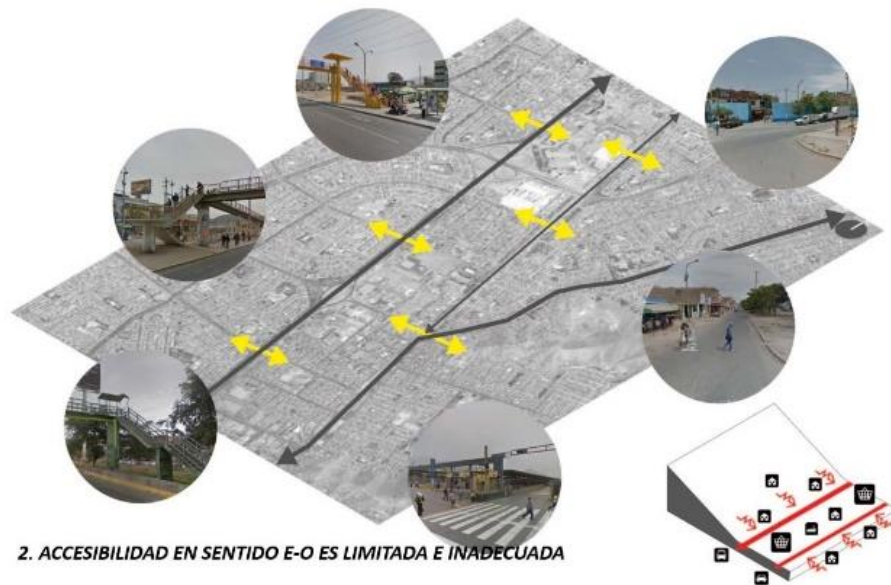 2. ACCESIBILIDAD EN SENTIDO E-O ES LIMITADA E INADECUADA